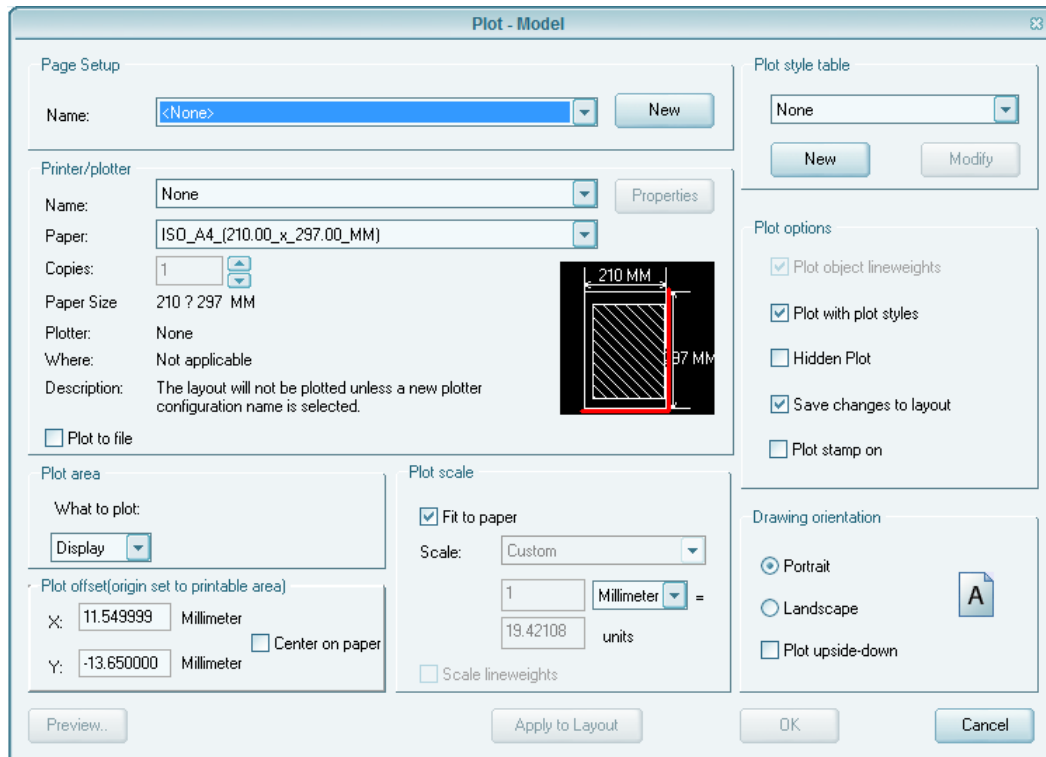 Plot - Model
Page Setup
Name:
<None>
New
Printer/plotter
Name:
None
Properties
Paper:
ISO_A4_(210.00_x_297.00_MM)
Copies:
1
Paper Size
210 ? 297 MM
Plotter:
None
Where:
Not applicable
Description:
The layout will not be plotted unless a new plotter
configuration name is selected.
210 MM
97 MM
Plot to file
Plot area
What to plot:
Display
Plot offset(origin set to printable area)
X:
11.549999
Millimeter
Center on paper
Y:
-13.650000
Millimeter
Plot scale
Fit to paper
Scale:
Custom
1
Millimeter
=
19.42108
units
Scale lineweights
Plot style table
None
New
Modify
Plot options
Plot object lineweights
Plot with plot styles
Hidden Plot
Save changes to layout
Plot stamp on
Drawing orientation
Portrait
Landscape
A
Plot upside-down
Preview..
Apply to Layout
OK
Cancel